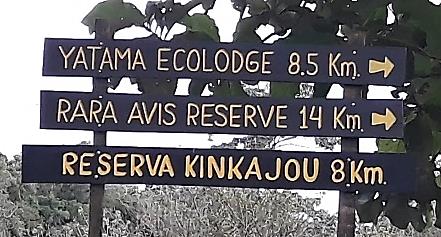 YATAMA ECOLODGE 8.5 Km.
RARA AVIS RESERVE 14 Km.
RESERVA KINKAJOU 8 Km.